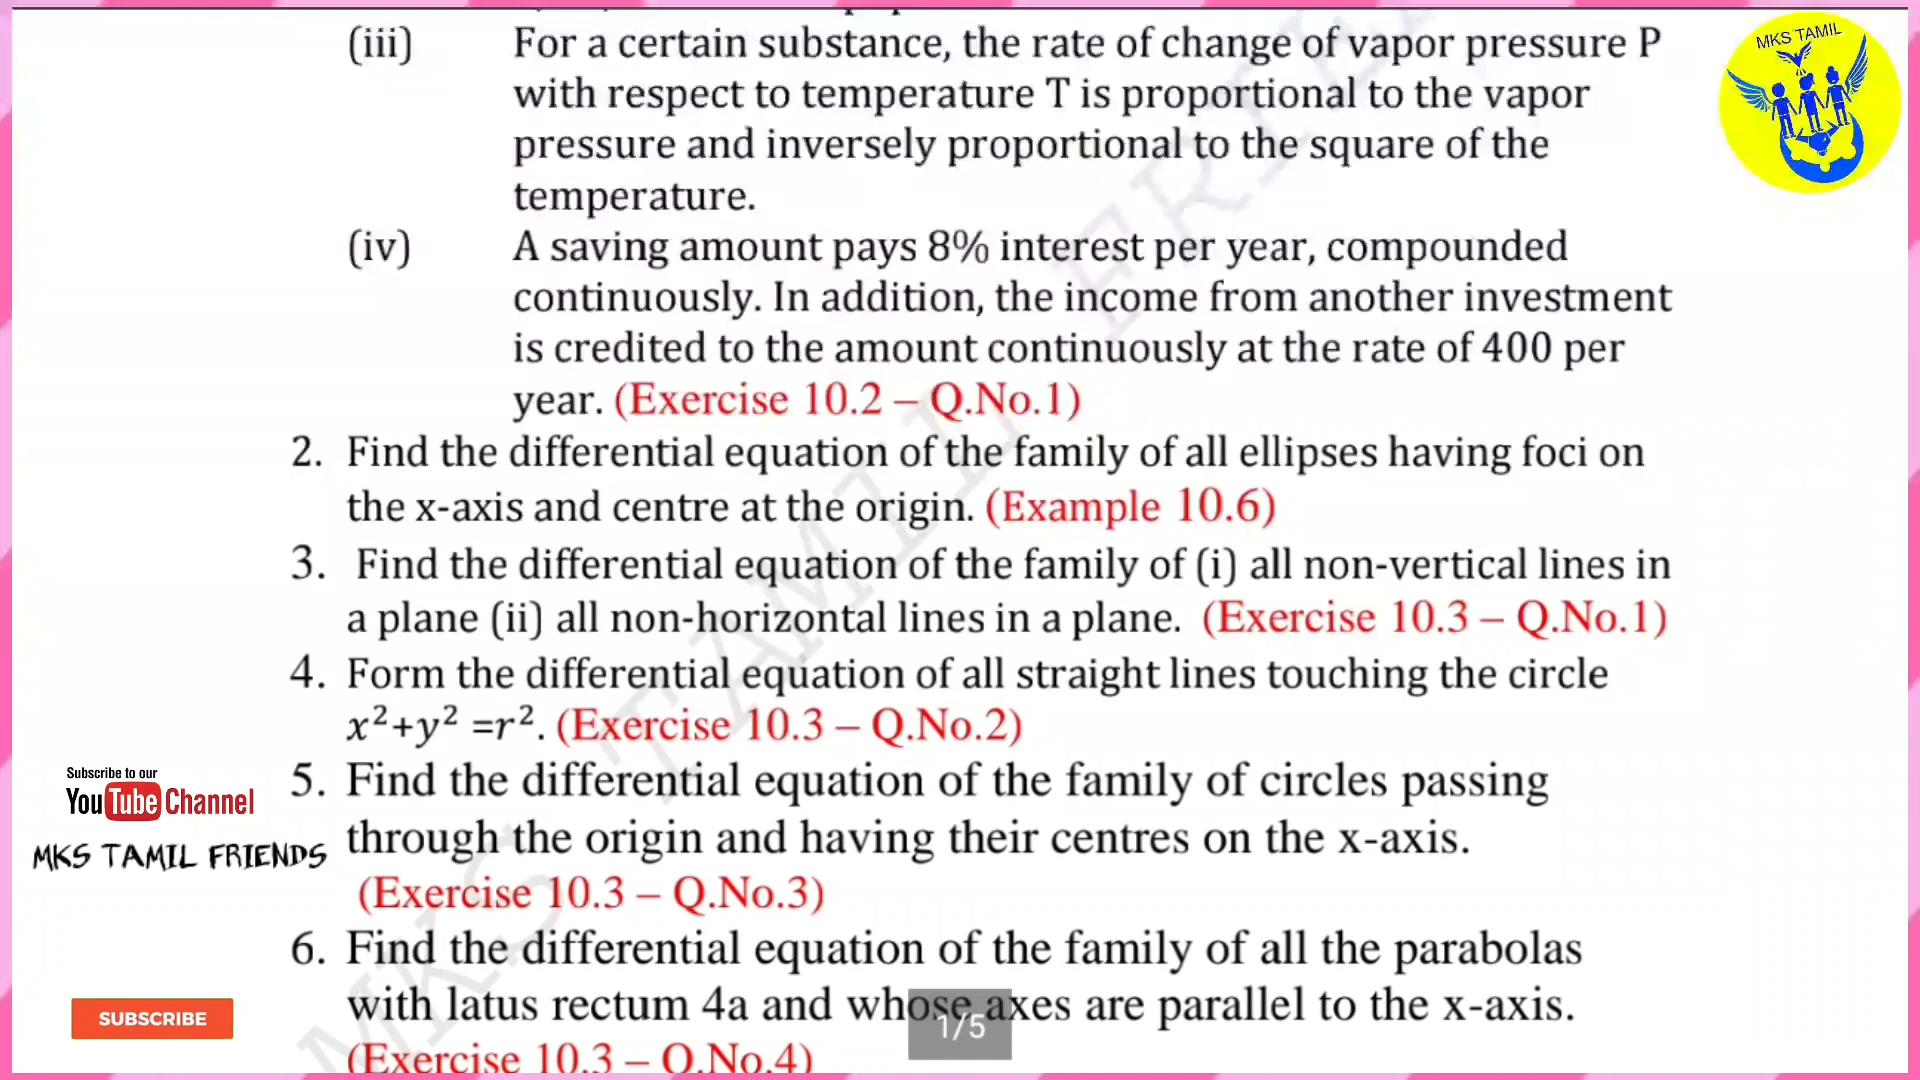 (iii) For a certain substance, the rate of change of vapor pressure P
with respect to temperature T is proportional to the vapor
pressure and inversely proportional to the square of the
temperature.
(iv) A saving amount pays 8% interest per year, compounded
continuously. In addition, the income from another investment
is credited to the amount continuously at the rate of 400 per
year. (Exercise 10.2 – Q.No.1)
2. Find the differential equation of the family of all ellipses having foci on
the x-axis and centre at the origin. (Example 10.6)
3. Find the differential equation of the family of (i) all non-vertical lines in
a plane (ii) all non-horizontal lines in a plane. (Exercise 10.3 – Q.No.1)
4. Form the differential equation of all straight lines touching the circle
x²+y² =r². (Exercise 10.3 – Q.No.2)
5. Find the differential equation of the family of circles passing
through the origin and having their centres on the x-axis.
(Exercise 10.3 – Q.No.3)
6. Find the differential equation of the family of all the parabolas
with latus rectum 4a and whose axes are parallel to the x-axis.
(Exercise 10.3 – Q.No.4)
1/5
MKS TAMIL
Subscribe to our
YouTube Channel
MKS TAMIL FRIENDS
SUBSCRIBE